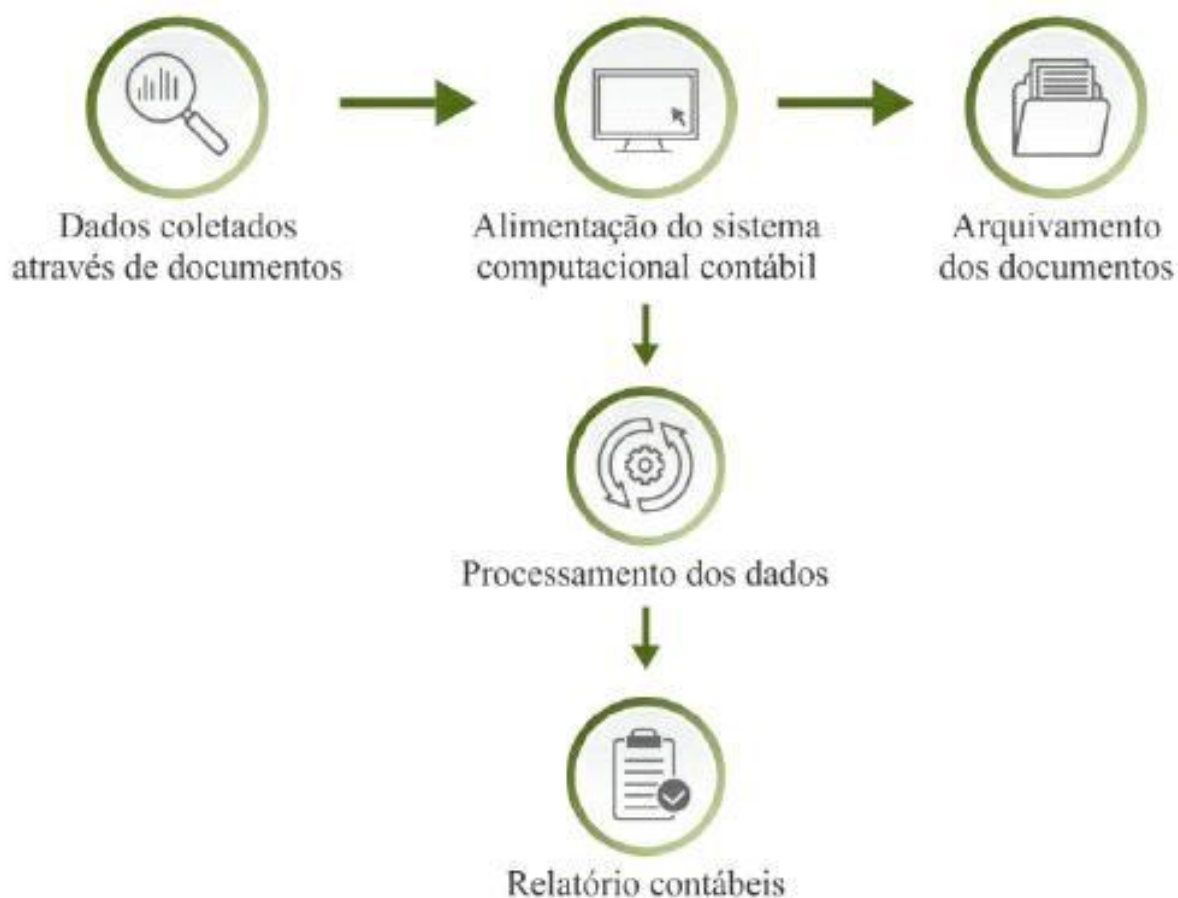 Dados coletados
através de documentos
Alimentação do sistema
computacional contábil
Arquivamento
dos documentos
Processamento dos dados
Relatório contábeis